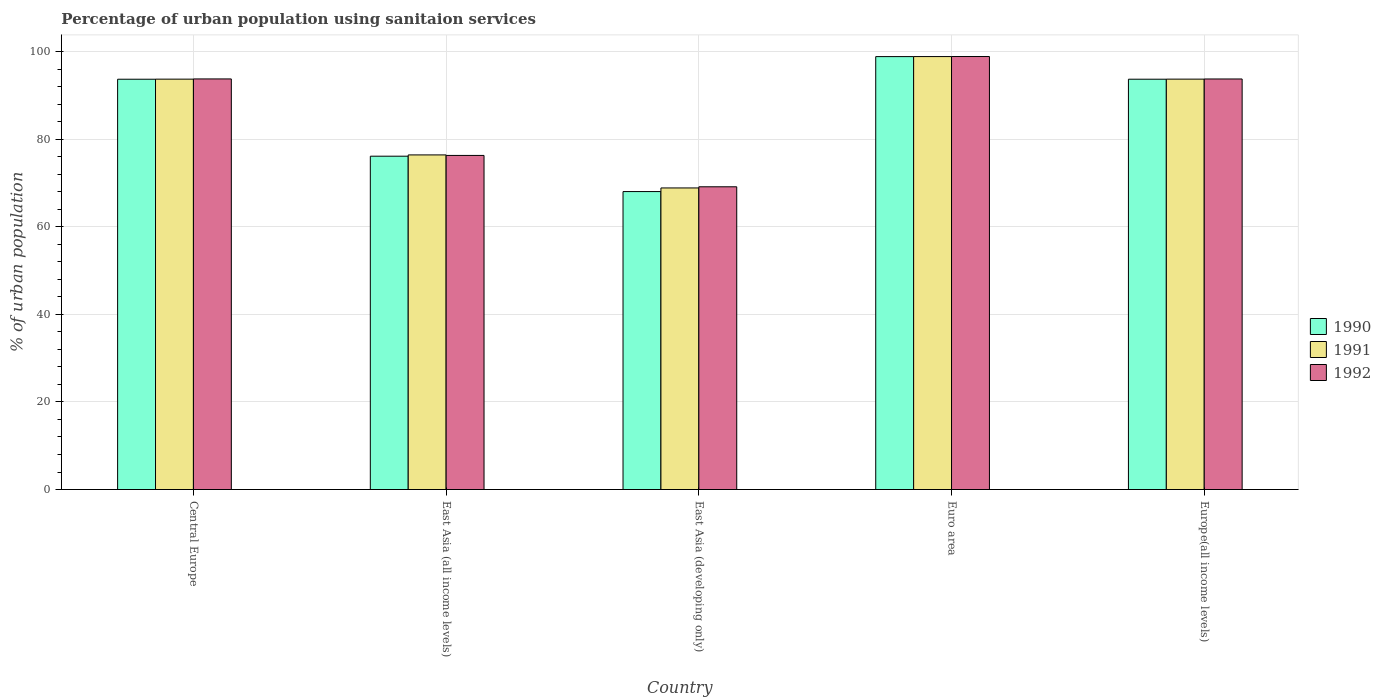 Percentage of urban population using sanitaion services
% of urban population
100
80
60
40
20
0
Central Europe
East Asia (all income levels)
East Asia (developing only)
Euro area
Europe(all income levels)
Country
1990
1991
1992